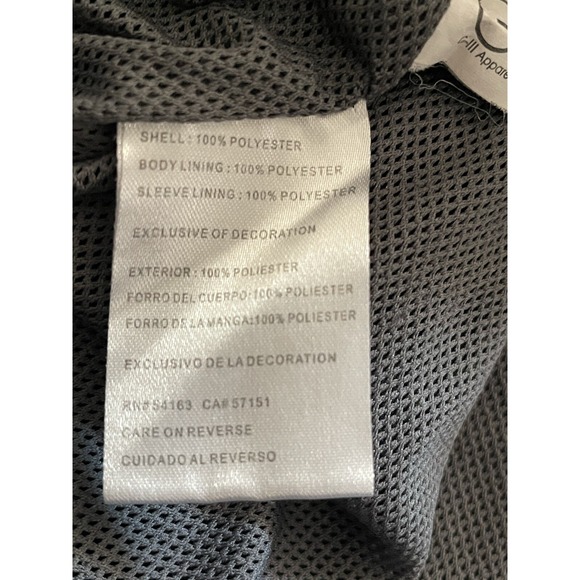 G-III Appare
SHELL : 100% POLYESTER
BODY LINING : 100% POLYESTER
SLEEVE LINING : 100% POLYESTER
EXCLUSIVE OF DECORATION
EXTERIOR : 100% POLIESTER
FORRO DEL CUERPO: 100% POLIESTER
FORRO DE LA MANGA: 100% POLIESTER
EXCLUSIVO DE LA DECORATION
RN# 54163 CA# 57151
CARE ON REVERSE
CUIDADO AL REVERSO